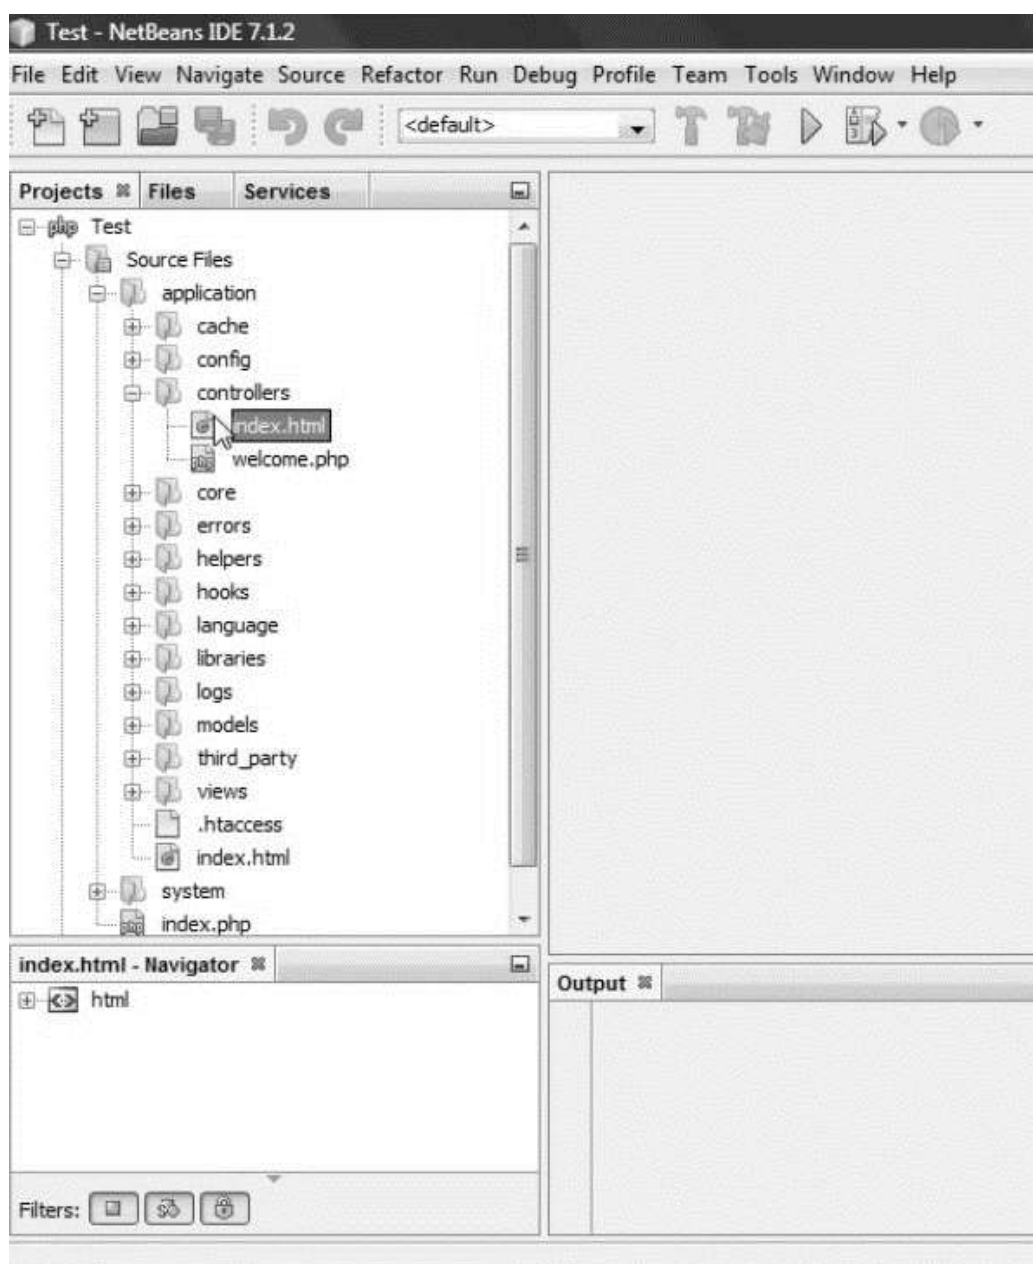 Test - NetBeans IDE 7.1.2
File Edit View Navigate Source Refactor Run Debug Profile Team Tools Window Help
<default>
Projects Files Services
php Test
Source Files
application
cache
config
controllers
index.html
welcome.php
core
errors
helpers
hooks
language
libraries
logs
models
third_party
views
.htaccess
index.html
system
index.php
index.html - Navigator
html
Output
Filters: